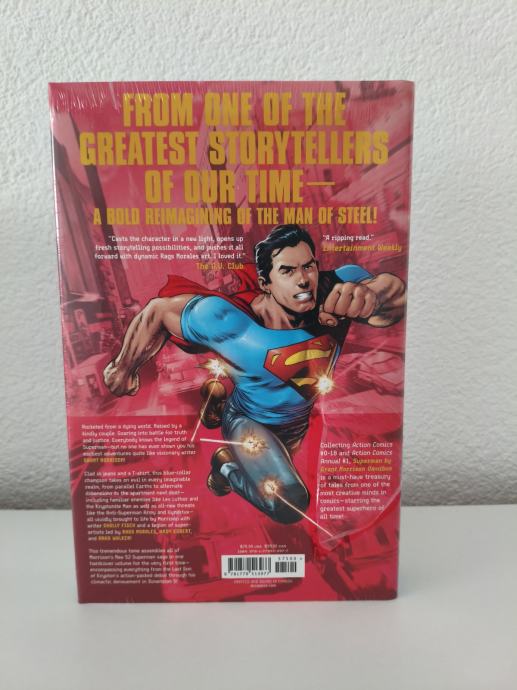 FROM ONE OF THE
GREATEST STORYTELLERS
OF OUR TIME—
A BOLD REIMAGINING OF THE MAN OF STEEL!
"Casts the character in a new light, opens up
fresh storytelling possibilities, and pushes it all
forward with dynamic Rags Morales art. I loved it."
The A.V. Club
"A ripping read."
Entertainment Weekly
Rocketed from a dying world. Raised by a
kindly couple. Soaring into battle for truth
and justice. Everybody knows the legend of
Superman—but no one has ever shown you his
earliest adventures quite like visionary writer
GRANT MORRISON!
Clad in jeans and a T-shirt, this blue-collar
champion takes on evil in every imaginable
realm, from parallel Earths to alternate
dimensions to the apartment next door—
including familiar enemies like Lex Luthor and
the Kryptonite Man as well as all-new threats
like the Anti-Superman Army and Vyndktvx—
all vividly brought to life by Morrison with
writer SHOLLY FISCH and a legion of super-
artists led by RAGS MORALES, ANDY KUBERT,
and BRAD WALKER!
This tremendous tome assembles all of
Morrison's New 52 Superman saga in one
hardcover volume for the very first time—
encompassing everything from the Last Son
of Krypton's action-packed debut through his
climactic denouement in Dimension 5!
Collecting Action Comics
#0-18 and Action Comics
Annual #1, Superman by
Grant Morrison Omnibus
is a must-have treasury
of tales from one of the
most creative minds in
comics—starring the
greatest superhero of
all time!